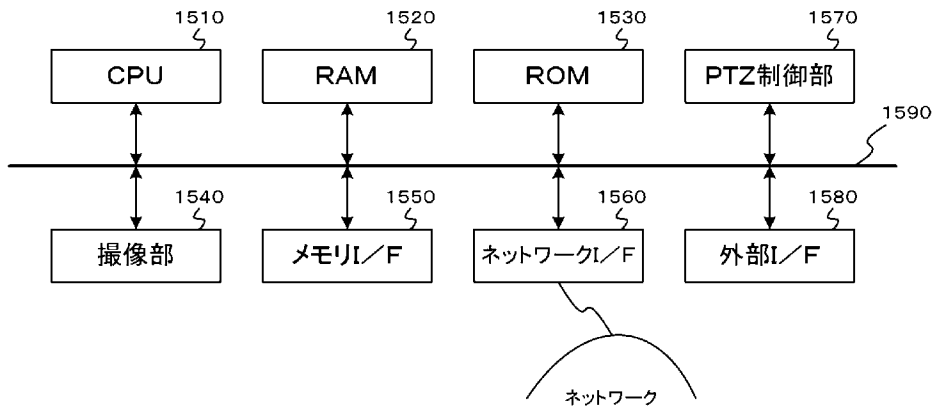 1510
1520
1530
1570
CPU
RAM
ROM
PTZ制御部
1590
1540
1550
1560
1580
撮像部
メモリI／F
ネットワークI／F
外部I／F
ネットワーク